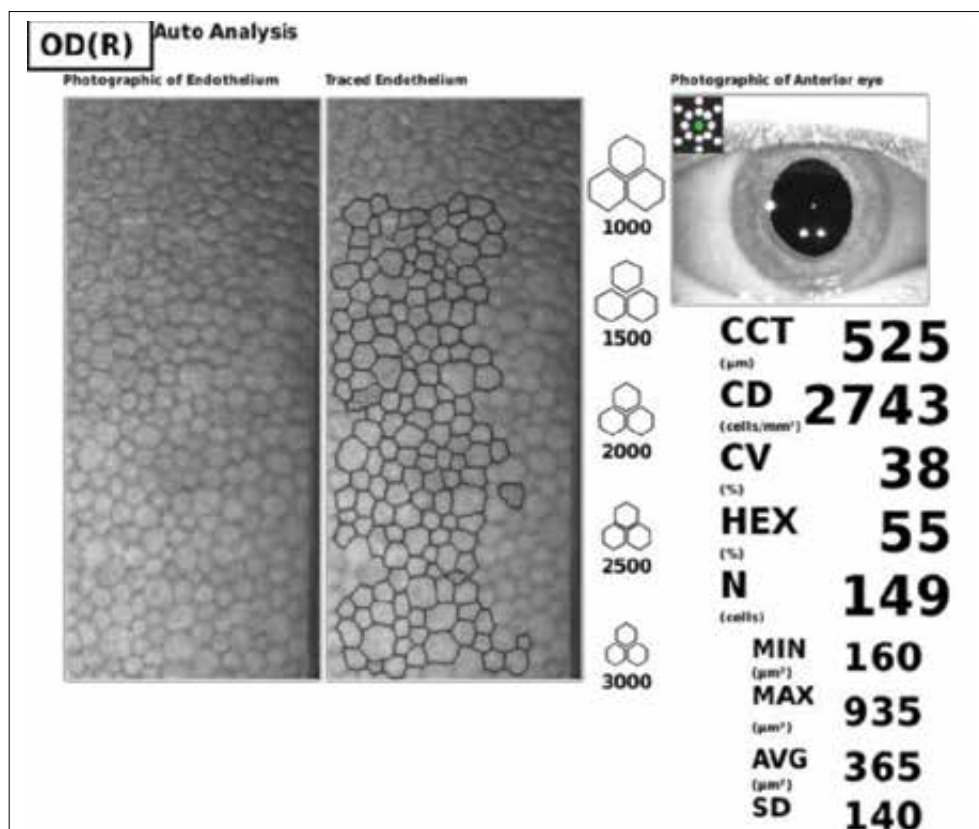 OD(R) Auto Analysis
Photographic of Endothelium
Traced Endethelium
Photographic of Anterior eye
1000
1500
2000
2500
3000
CCT 525
(μm)
CD 2743
(cells/mm²)
CV 38
(%)
HEX 55
(%)
N 149
(cells)
MIN 160
(μm²)
MAX 935
(μm²)
AVG 365
(μm²)
SD 140